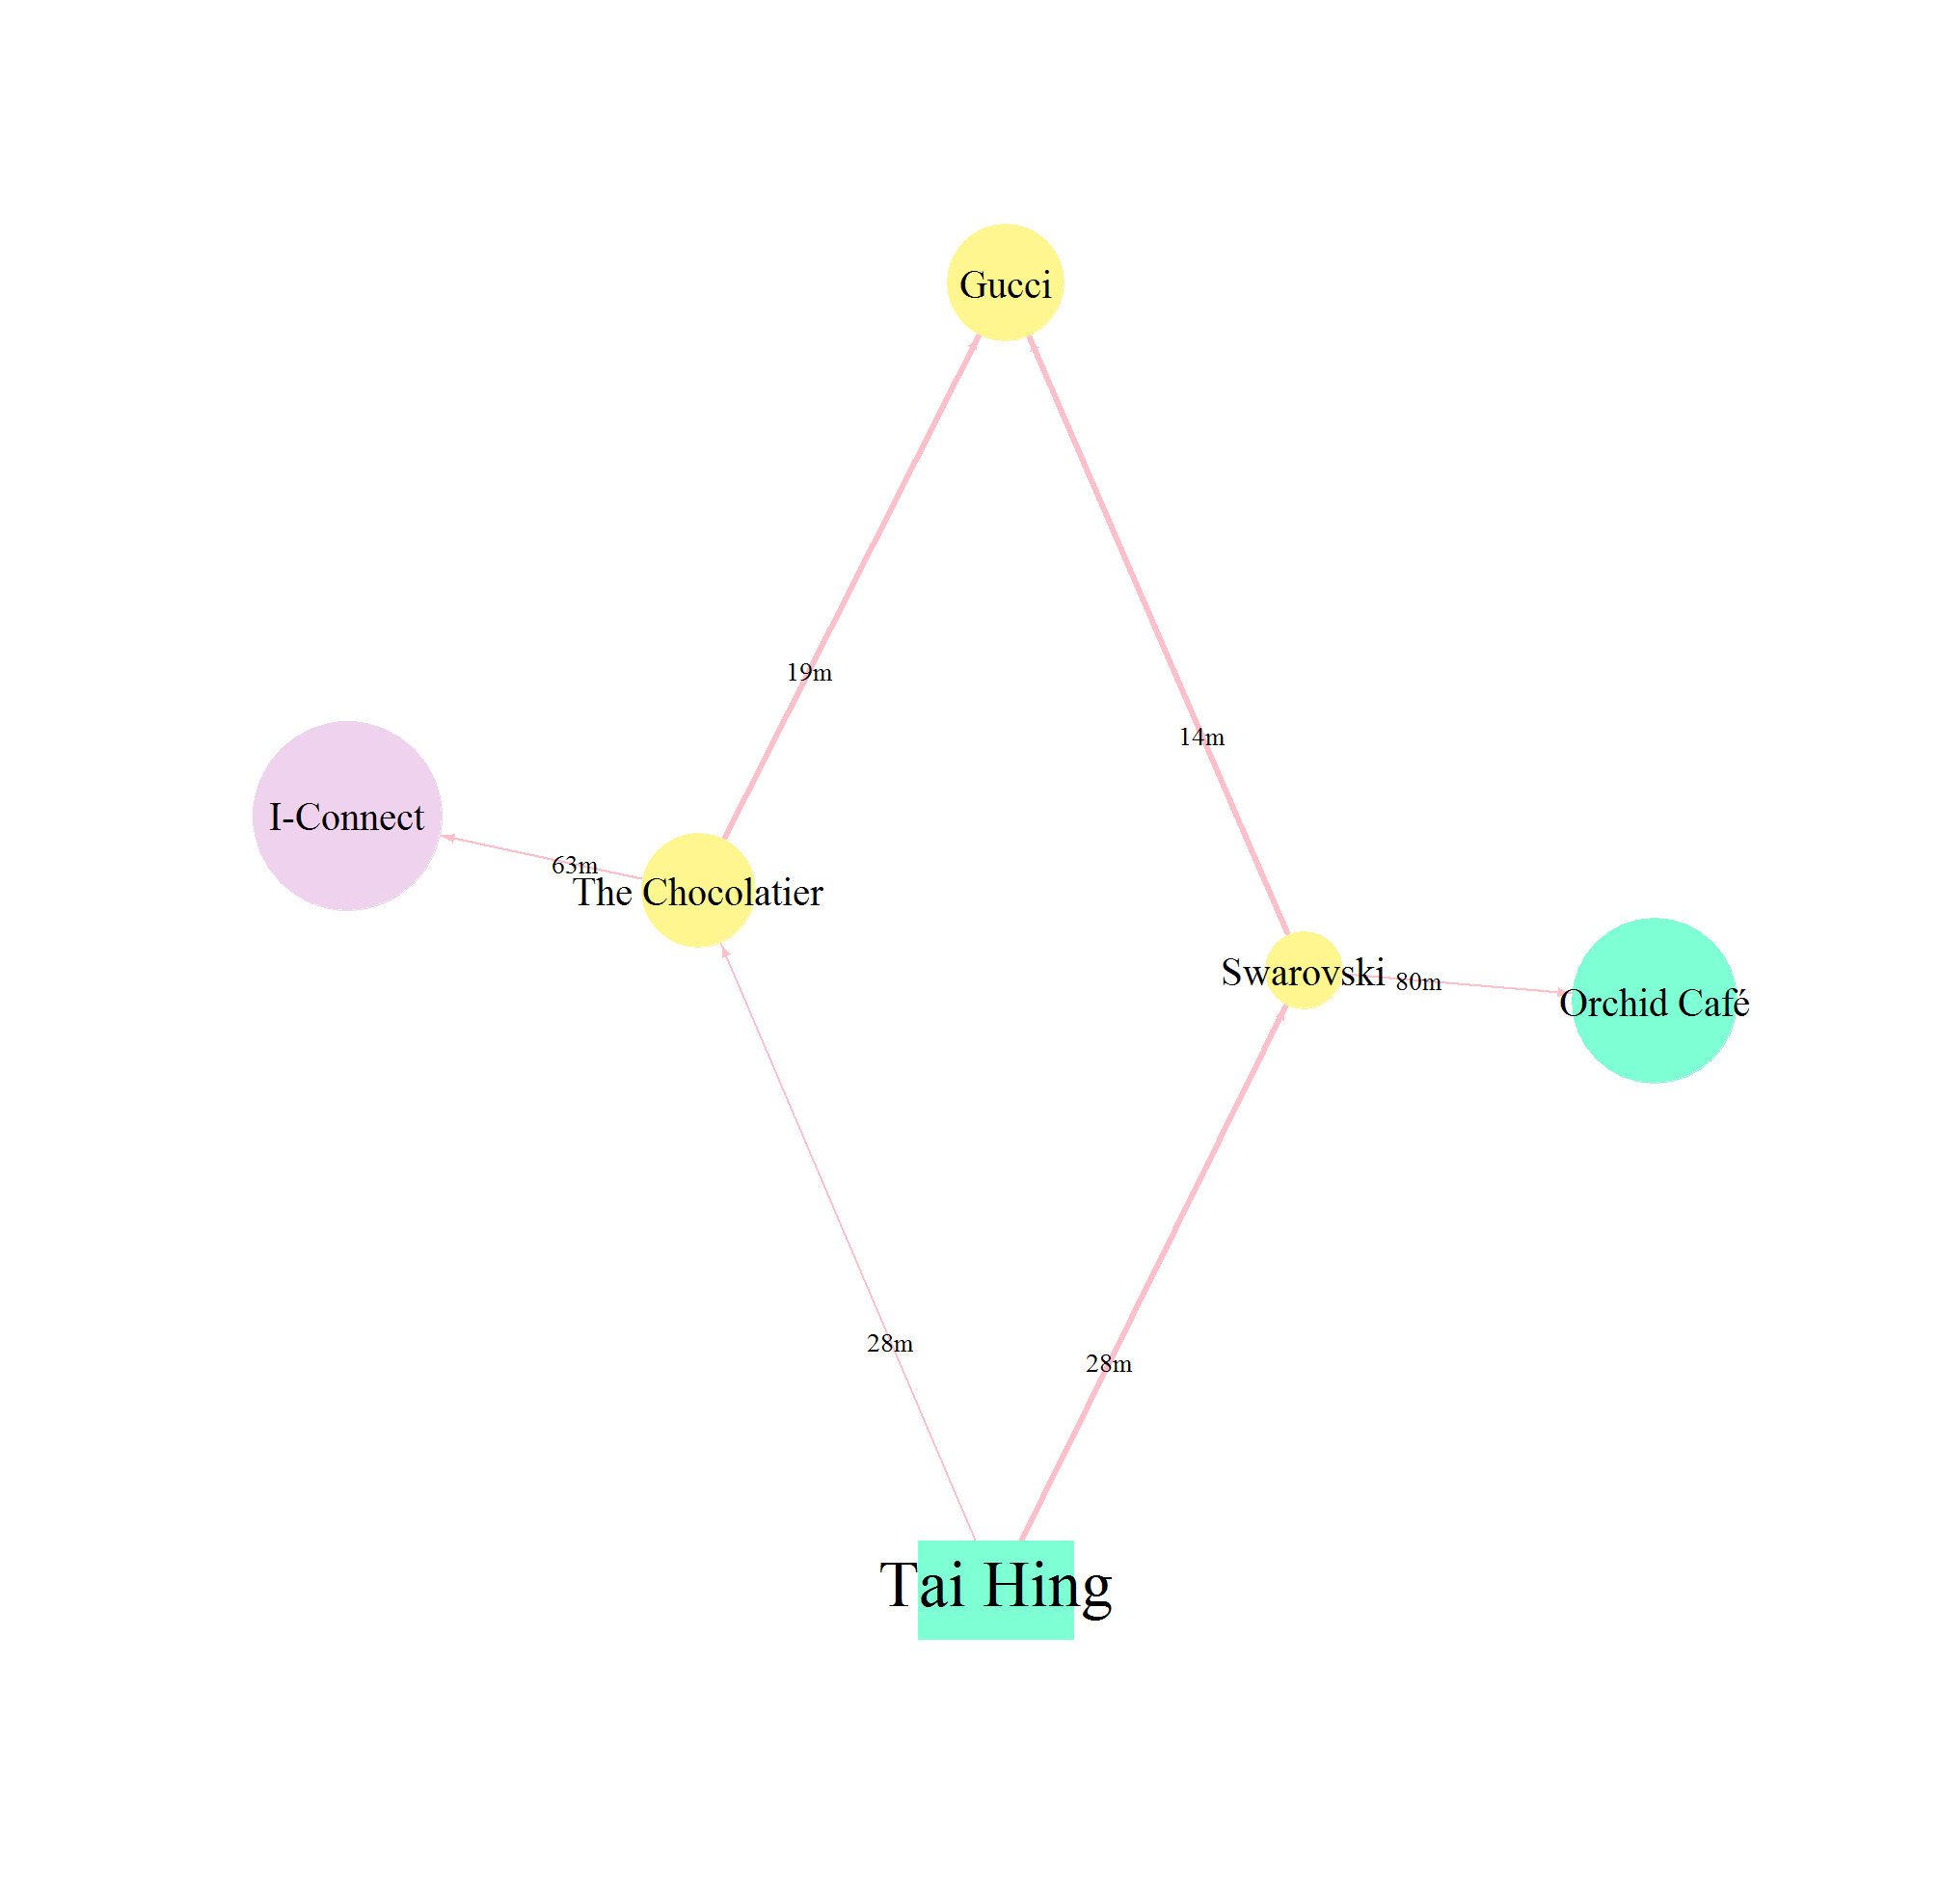 Gucci
19m
14m
I-Connect
63m
The Chocolatier
Swarovski
80m
Orchid Café
28m
28m
Tai Hing